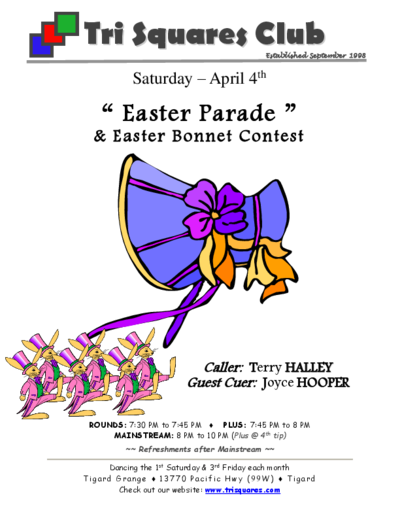 Tri Squares Club
Established September 1998
Saturday – April 4th
“ Easter Parade ”
& Easter Bonnet Contest
Caller: Terry HALLEY
Guest Cuer: Joyce HOOPER
ROUNDS: 7:30 PM to 7:45 PM ♦ PLUS: 7:45 PM to 8 PM
MAINSTREAM: 8 PM to 10 PM (Plus @ 4th tip)
~~ Refreshments after Mainstream ~~
Dancing the 1st Saturday & 3rd Friday each month
Tigard Grange ♦ 13770 Pacific Hwy (99W) ♦ Tigard
Check out our website: www.trisquares.com